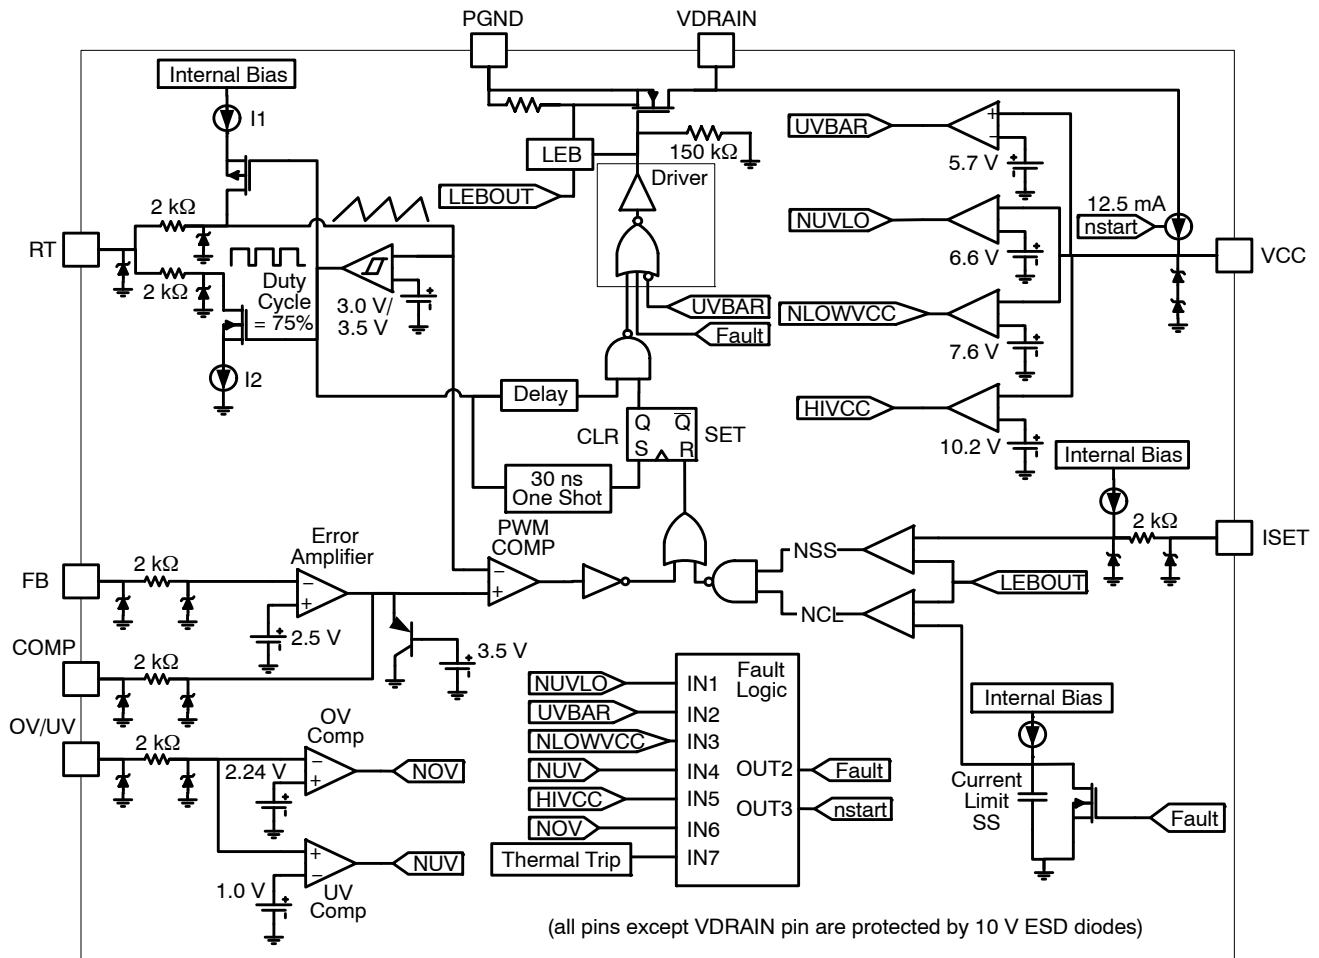 PGND
VDRAIN
Internal Bias
I1
LEB
150 kΩ
LEBOUT
Driver
UVBAR
+
−
5.7 V
+
2 kΩ
RT
2 kΩ
Duty
Cycle
= 75%
3.0 V/
3.5 V
+
I2
NUVLO
6.6 V
+
12.5 mA
nstart
VCC
UVBAR
Fault
NLOWVCC
7.6 V
+
HIVCC
10.2 V
+
Delay
CLR
Q
Q
S
R
SET
30 ns
One Shot
Internal Bias
2 kΩ
ISET
FB
2 kΩ
Error
Amplifier
−
+
2.5 V
+
PWM
COMP
−
+
3.5 V
+
NSS
NCL
LEBOUT
COMP
2 kΩ
OV/UV
2 kΩ
OV
Comp
−
+
2.24 V
+
NOV
+
−
1.0 V
+
UV
Comp
NUV
NUVLO
UVBAR
NLOWVCC
NUV
HIVCC
NOV
Thermal Trip
IN1
IN2
IN3
IN4
IN5
IN6
IN7
Fault
Logic
OUT2
OUT3
Fault
nstart
Internal Bias
Current
Limit
SS
Fault
(all pins except VDRAIN pin are protected by 10 V ESD diodes)